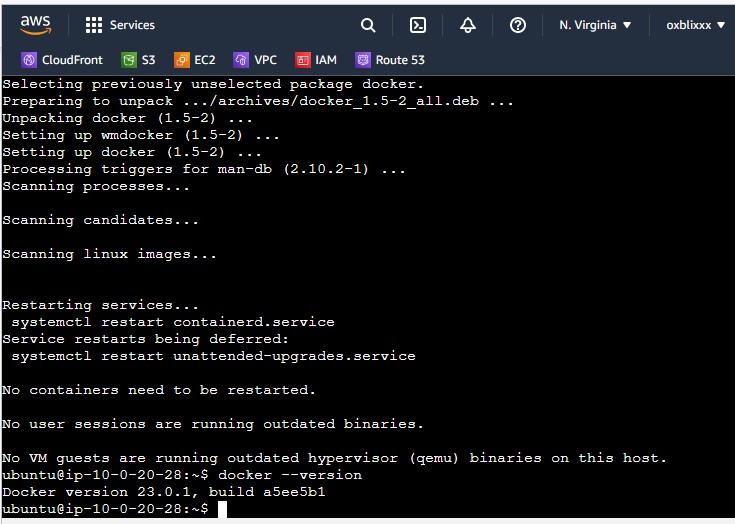 aws
Services
N. Virginia
oxblixxx
CloudFront S3 EC2 VPC IAM Route 53
Selecting previously unselected package docker.
Preparing to unpack .../archives/docker_1.5-2_all.deb ...
Unpacking docker (1.5-2) ...
Setting up wmdocker (1.5-2) ...
Setting up docker (1.5-2) ...
Processing triggers for man-db (2.10.2-1) ...
Scanning processes...
Scanning candidates...
Scanning linux images...
Restarting services...
 systemctl restart containerd.service
Service restarts being deferred:
 systemctl restart unattended-upgrades.service
No containers need to be restarted.
No user sessions are running outdated binaries.
No VM guests are running outdated hypervisor (qemu) binaries on this host.
ubuntu@ip-10-0-20-28:~$ docker --version
Docker version 23.0.1, build a5ee5b1
ubuntu@ip-10-0-20-28:~$